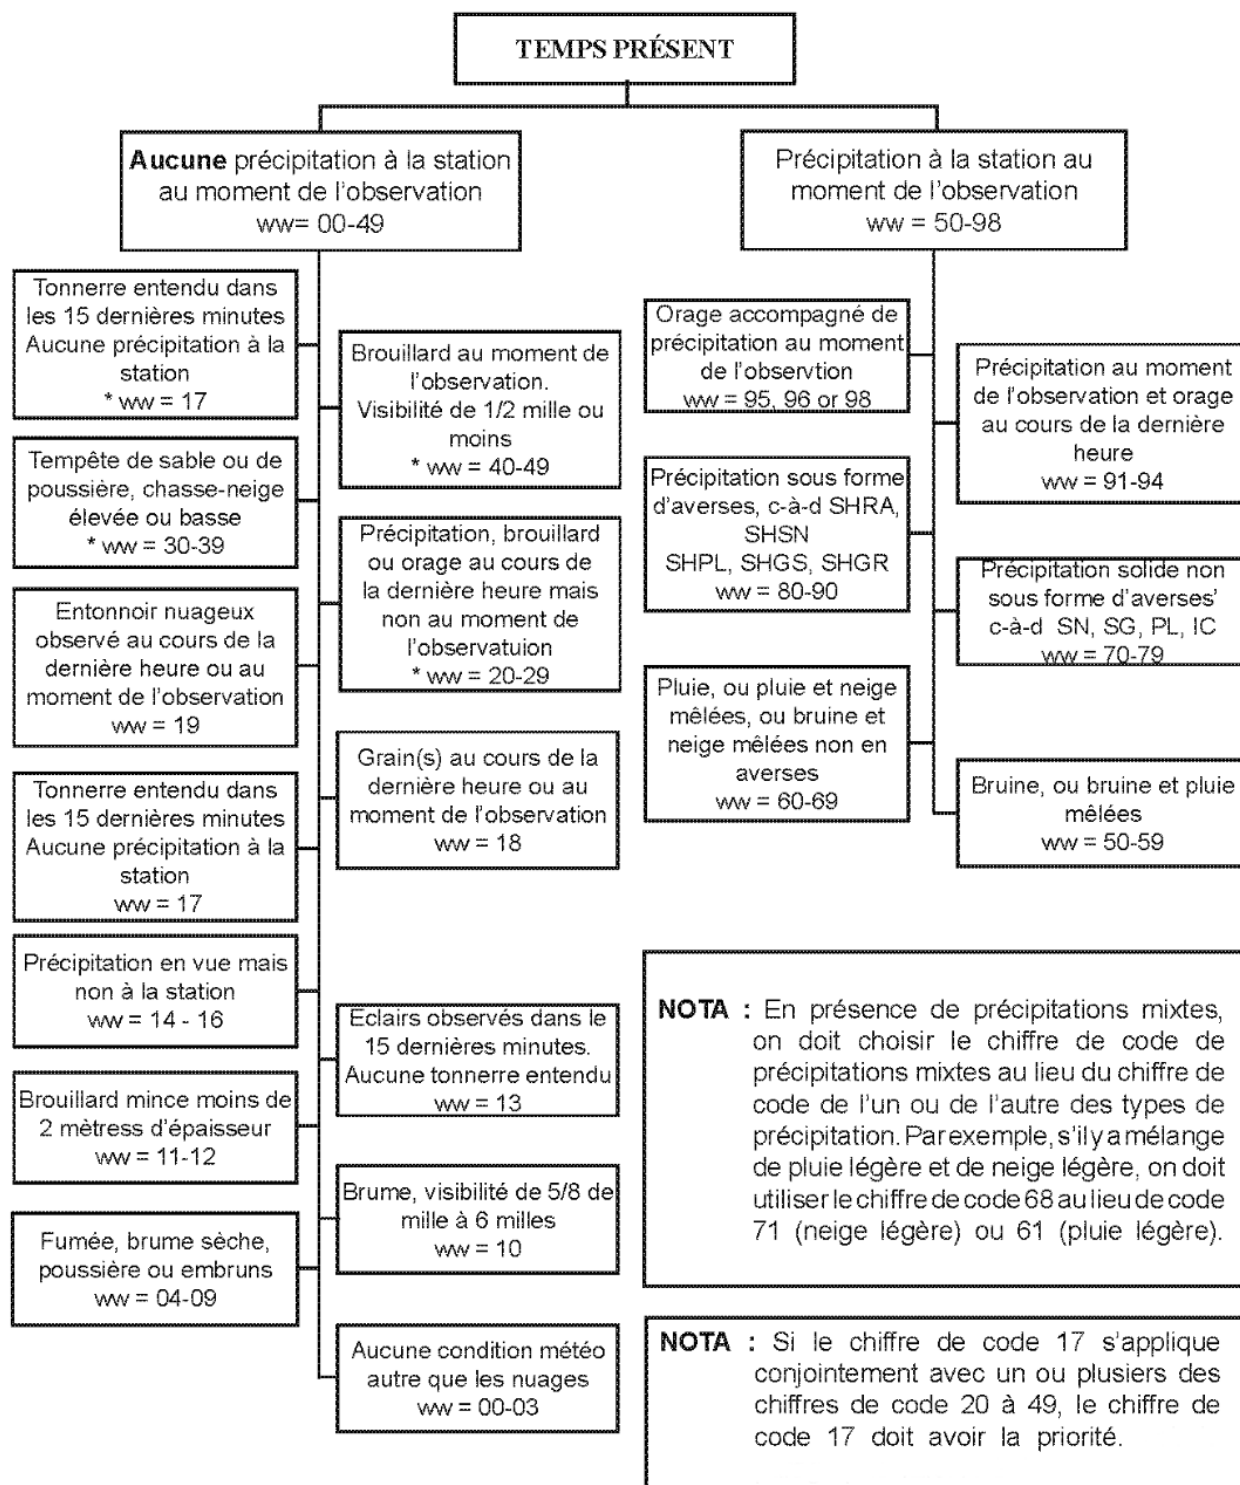 TEMPS PRÉSENT
Aucune précipitation à la station
au moment de l'observation
ww= 00-49
Tonnerre entendu dans
les 15 dernières minutes
Aucune précipitation à la
station
* ww = 17
Brouillard au moment de
l'observation.
Visibilité de 1/2 mille ou
moins
* ww = 40-49
Tempête de sable ou de
poussière, chasse-neige
élevée ou basse
* ww = 30-39
Précipitation, brouillard
ou orage au cours de
la dernière heure mais
non au moment de
l'observatuion
* ww = 20-29
Entonnoir nuageux
observé au cours de la
dernière heure ou au
moment de l'observation
ww = 19
Grain(s) au cours de la
dernière heure ou au
moment de l'observation
ww = 18
Tonnerre entendu dans
les 15 dernières minutes
Aucune précipitation à la
station
ww = 17
Précipitation en vue mais
non à la station
ww = 14 - 16
Eclairs observés dans le
15 dernières minutes.
Aucune tonnerre entendu
ww = 13
Brouillard mince moins de
2 mètress d'épaisseur
ww = 11-12
Brume, visibilité de 5/8 de
mille à 6 milles
ww = 10
Fumée, brume sèche,
poussière ou embruns
ww = 04-09
Aucune condition météo
autre que les nuages
ww = 00-03
Précipitation à la station au
moment de l'observation
ww = 50-98
Orage accompagné de
précipitation au moment
de l'observtion
ww = 95, 96 or 98
Précipitation au moment
de l'observation et orage
au cours de la dernière
heure
ww = 91-94
Précipitation sous forme
d'averses, c-à-d SHRA,
SHSN
SHPL, SHGS, SHGR
ww = 80-90
Précipitation solide non
sous forme d'averses'
c-à-d SN, SG, PL, IC
ww = 70-79
Pluie, ou pluie et neige
mêlées, ou bruine et
neige mêlées non en
averses
ww = 60-69
Bruine, ou bruine et pluie
mêlées
ww = 50-59
NOTA : En présence de précipitations mixtes,
on doit choisir le chiffre de code de
précipitations mixtes au lieu du chiffre de
code de l'un ou de l'autre des types de
précipitation. Par exemple, s'il y a mélange
de pluie légère et de neige légère, on doit
utiliser le chiffre de code 68 au lieu de code
71 (neige légère) ou 61 (pluie légère).
NOTA : Si le chiffre de code 17 s'applique
conjointement avec un ou plusiers des
chiffres de code 20 à 49, le chiffre de
code 17 doit avoir la priorité.